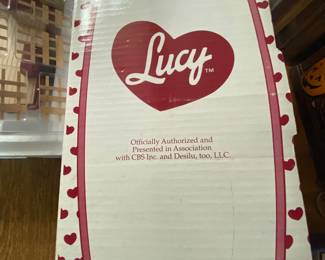 Lucy™
Officially Authorized and
Presented in Association
with CBS Inc. and Desilu, too, LLC.